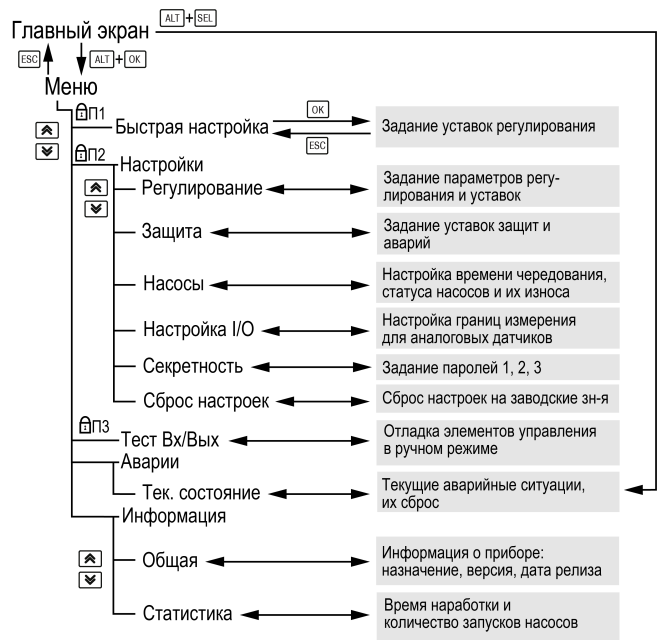 ALT + SEL
Главный экран
ESC ALT + OK
Меню
П1
Быстрая настройка
OK
ESC
Задание уставок регулирования
П2
Настройки
Регулирование
Задание параметров регу-
лирования и уставок
Защита
Задание уставок защит и
аварий
Насосы
Настройка времени чередования,
статуса насосов и их износа
Настройка I/O
Настройка границ измерения
для аналоговых датчиков
Секретность
Задание паролей 1, 2, 3
Сброс настроек
Сброс настроек на заводские зн-я
П3
Тест Вх/Вых
Отладка элементов управления
в ручном режиме
Аварии
Тек. состояние
Текущие аварийные ситуации,
их сброс
Информация
Общая
Информация о приборе:
назначение, версия, дата релиза
Статистика
Время наработки и
количество запусков насосов